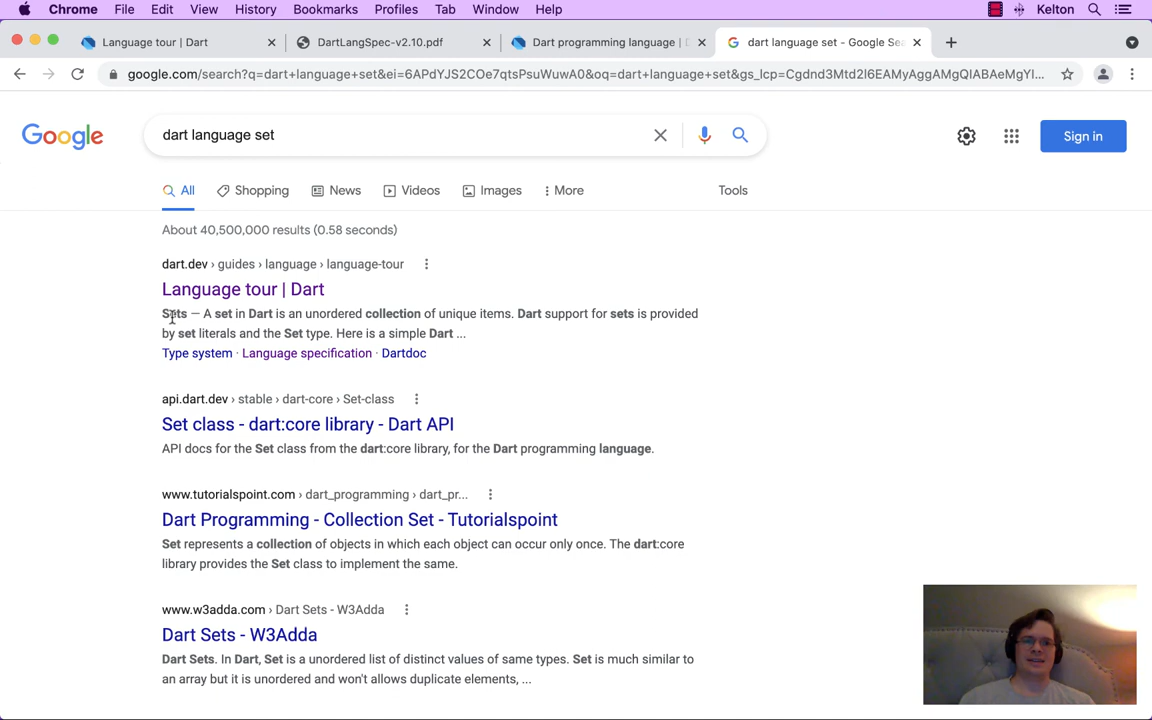 Chrome File Edit View History Bookmarks Profiles Tab Window Help Kelton
Language tour | Dart
DartLangSpec-v2.10.pdf
Dart programming language | D
dart language set - Google Sea
google.com/search?q=dart+language+set&ei=6APdYJS2COe7qtsPsuWuwA0&oq=dart+language+set&gs_lcp=Cgdnd3Mtd2l6EAMyAggAMgQIABAeMgYI...
Google
dart language set
Sign in
All Shopping News Videos Images More Tools
About 40,500,000 results (0.58 seconds)
dart.dev › guides › language › language-tour
Language tour | Dart
Sets — A set in Dart is an unordered collection of unique items. Dart support for sets is provided
by set literals and the Set type. Here is a simple Dart ...
Type system · Language specification · Dartdoc
api.dart.dev › stable › dart-core › Set-class
Set class - dart:core library - Dart API
API docs for the Set class from the dart:core library, for the Dart programming language.
www.tutorialspoint.com › dart_programming › dart_pr...
Dart Programming - Collection Set - Tutorialspoint
Set represents a collection of objects in which each object can occur only once. The dart:core
library provides the Set class to implement the same.
www.w3adda.com › Dart Sets - W3Adda
Dart Sets - W3Adda
Dart Sets. In Dart, Set is a unordered list of distinct values of same types. Set is much similar to
an array but it is unordered and won't allows duplicate elements, ...